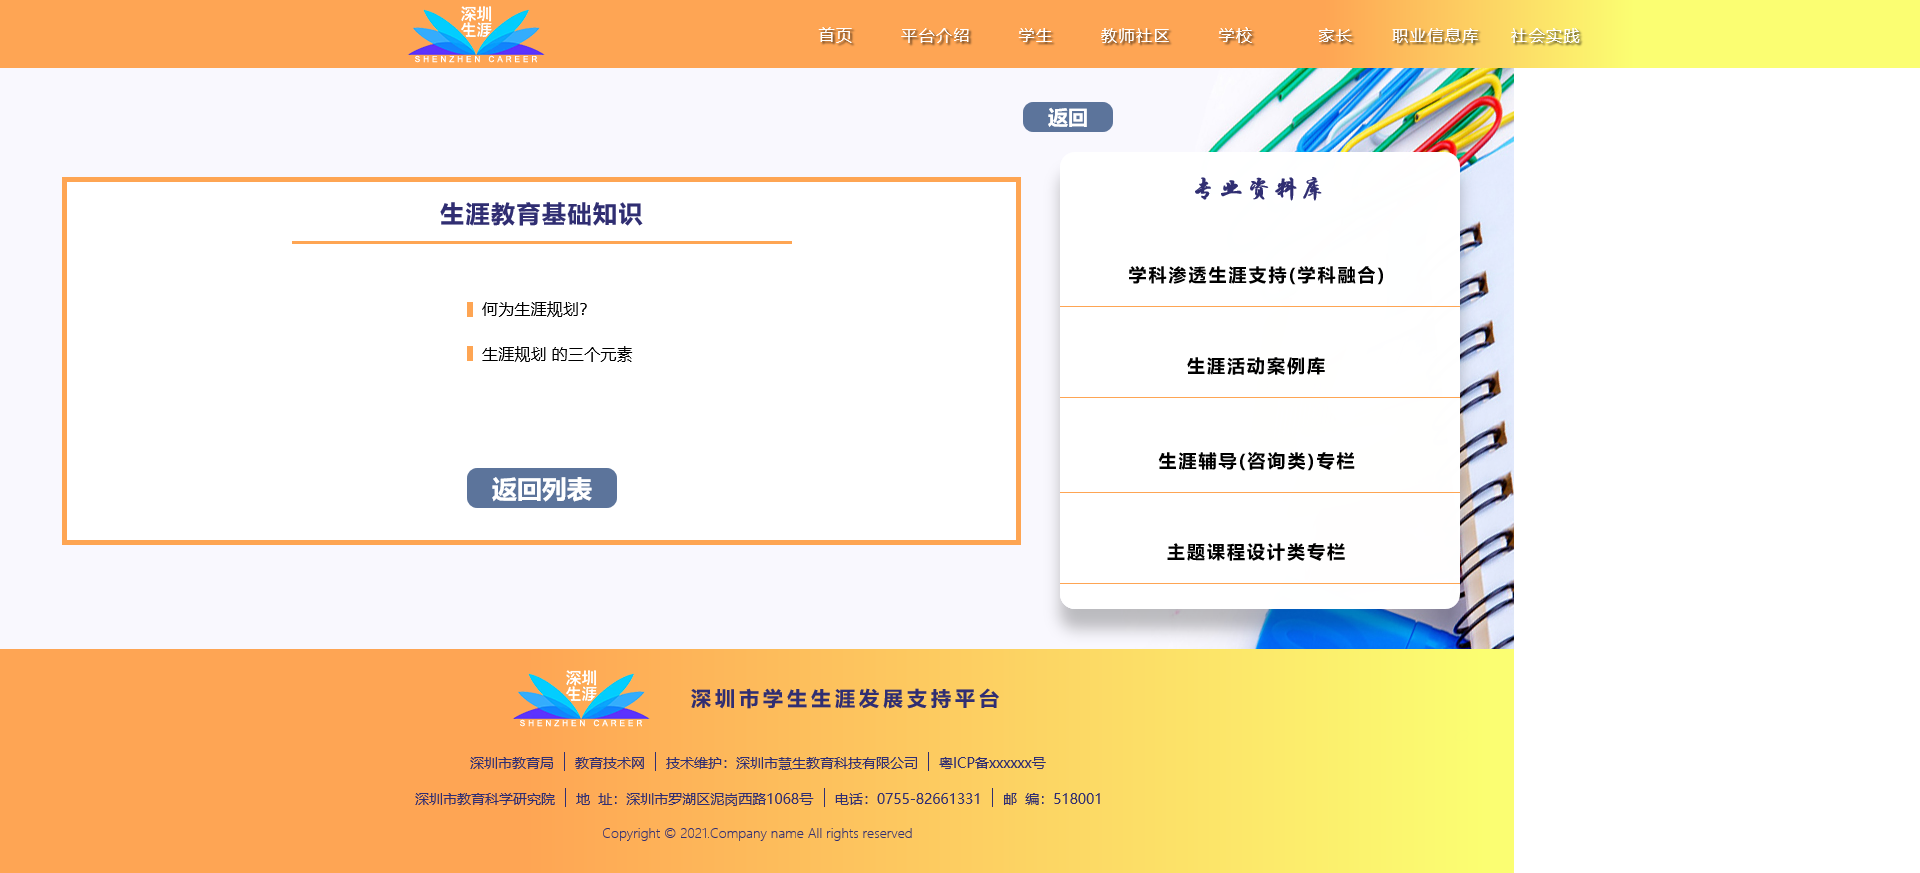 深圳
生涯
SHENZHEN CAREER
首页 平台介绍 学生 教师社区 学校 家长 职业信息库 社会实践
返回
生涯教育基础知识
何为生涯规划?
生涯规划 的三个元素
返回列表
专业资料库
学科渗透生涯支持(学科融合)
生涯活动案例库
生涯辅导(咨询类)专栏
主题课程设计类专栏
深圳
生涯
SHENZHEN CAREER
深圳市学生生涯发展支持平台
深圳市教育局 教育技术网 技术维护：深圳市慧生教育科技有限公司 粤ICP备xxxxxx号
深圳市教育科学研究院 地 址：深圳市罗湖区泥岗西路1068号 电话：0755-82661331 邮 编：518001
Copyright © 2021.Company name All rights reserved